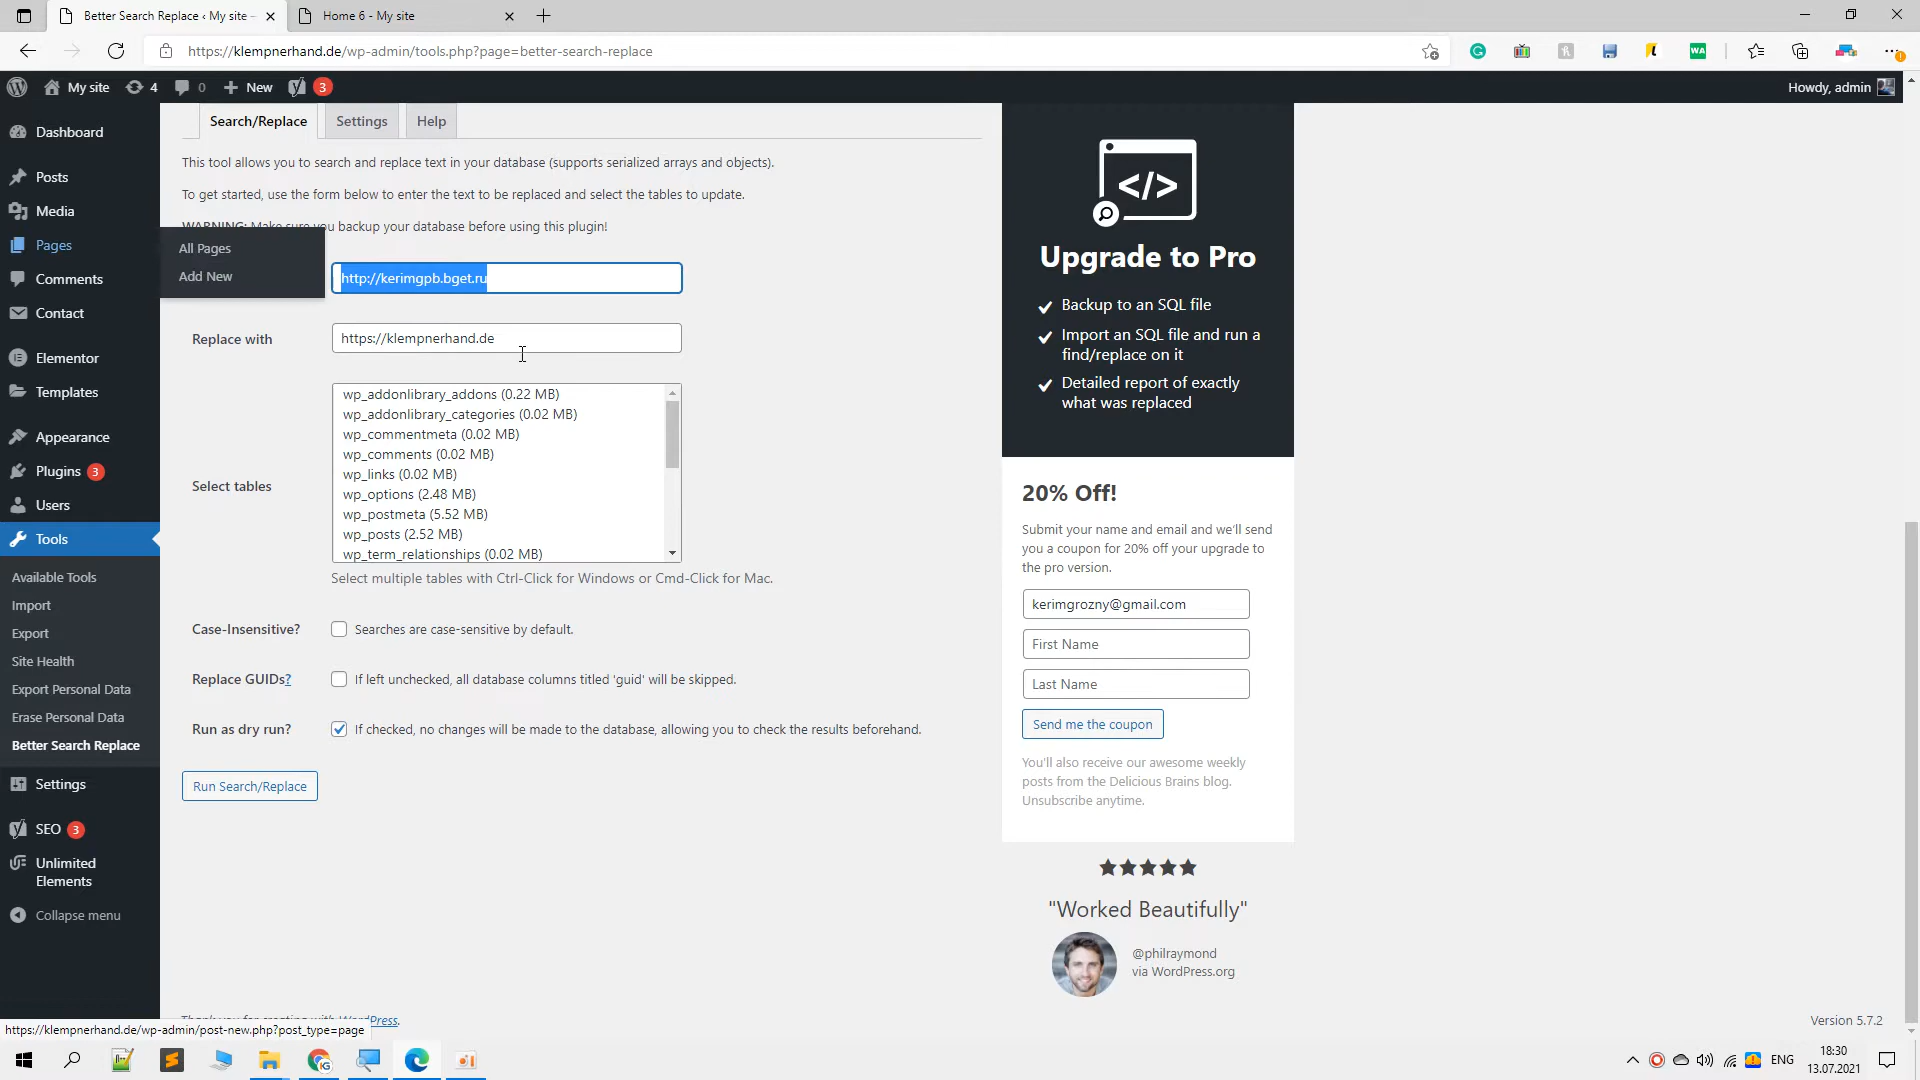 Better Search Replace ‹ My site -
Home 6 - My site
https://klempnerhand.de/wp-admin/tools.php?page=better-search-replace
My site
4
0
New
3
Howdy, admin
Dashboard
Posts
Media
Pages
All Pages
Add New
Comments
Contact
Elementor
Templates
Appearance
Plugins 3
Users
Tools
Available Tools
Import
Export
Site Health
Export Personal Data
Erase Personal Data
Better Search Replace
Settings
SEO 3
Unlimited
Elements
Collapse menu
Search/Replace
Settings
Help
This tool allows you to search and replace text in your database (supports serialized arrays and objects).
To get started, use the form below to enter the text to be replaced and select the tables to update.
WARNING: Make sure you backup your database before using this plugin!
http://kerimgpb.bget.ru
Replace with
https://klempnerhand.de
Select tables
wp_addonlibrary_addons (0.22 MB)
wp_addonlibrary_categories (0.02 MB)
wp_commentmeta (0.02 MB)
wp_comments (0.02 MB)
wp_links (0.02 MB)
wp_options (2.48 MB)
wp_postmeta (5.52 MB)
wp_posts (2.52 MB)
wp_term_relationships (0.02 MB)
Select multiple tables with Ctrl-Click for Windows or Cmd-Click for Mac.
Case-Insensitive?
Searches are case-sensitive by default.
Replace GUIDs?
If left unchecked, all database columns titled 'guid' will be skipped.
Run as dry run?
If checked, no changes will be made to the database, allowing you to check the results beforehand.
Run Search/Replace
</>
Upgrade to Pro
Backup to an SQL file
Import an SQL file and run a
find/replace on it
Detailed report of exactly
what was replaced
20% Off!
Submit your name and email and we'll send
you a coupon for 20% off your upgrade to
the pro version.
kerimgrozny@gmail.com
First Name
Last Name
Send me the coupon
You'll also receive our awesome weekly
posts from the Delicious Brains blog.
Unsubscribe anytime.
"Worked Beautifully"
@philraymond
via WordPress.org
Thank you for creating with WordPress.
Version 5.7.2
https://klempnerhand.de/wp-admin/post-new.php?post_type=page
ENG
18:30
13.07.2021